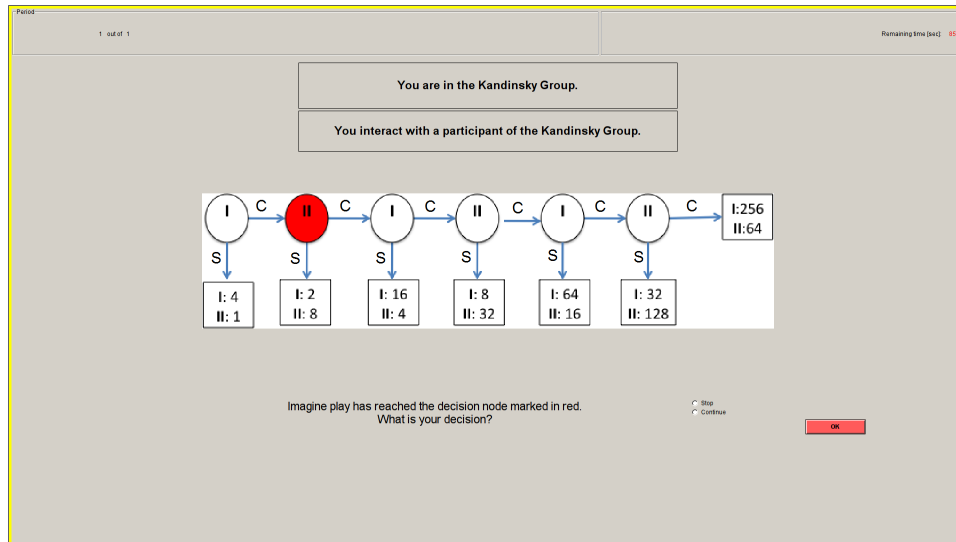 Period
1 out of 1
Remaining time [sec]: 85
You are in the Kandinsky Group.
You interact with a participant of the Kandinsky Group.
I C II C I C II C I C II C I:256
II:64
S S S S S S
I: 4 I: 2 I: 16 I: 8 I: 64 I: 32
II: 1 II: 8 II: 4 II: 32 II: 16 II: 128
Imagine play has reached the decision node marked in red.
What is your decision?
Stop
Continue
OK